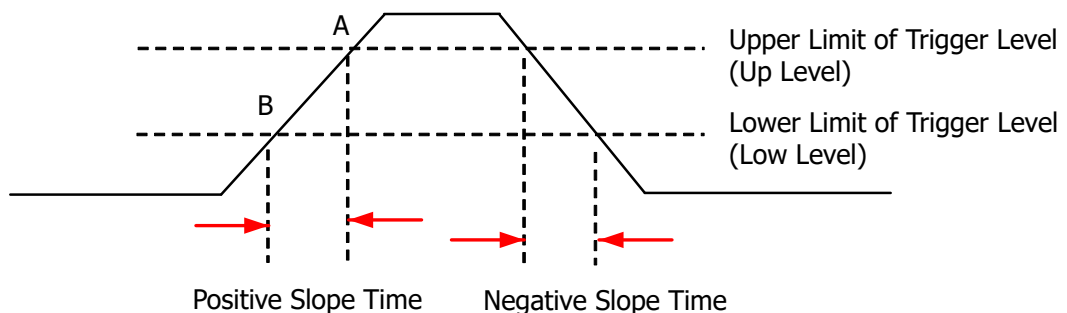 A
Upper Limit of Trigger Level
(Up Level)
B
Lower Limit of Trigger Level
(Low Level)
Positive Slope Time
Negative Slope Time